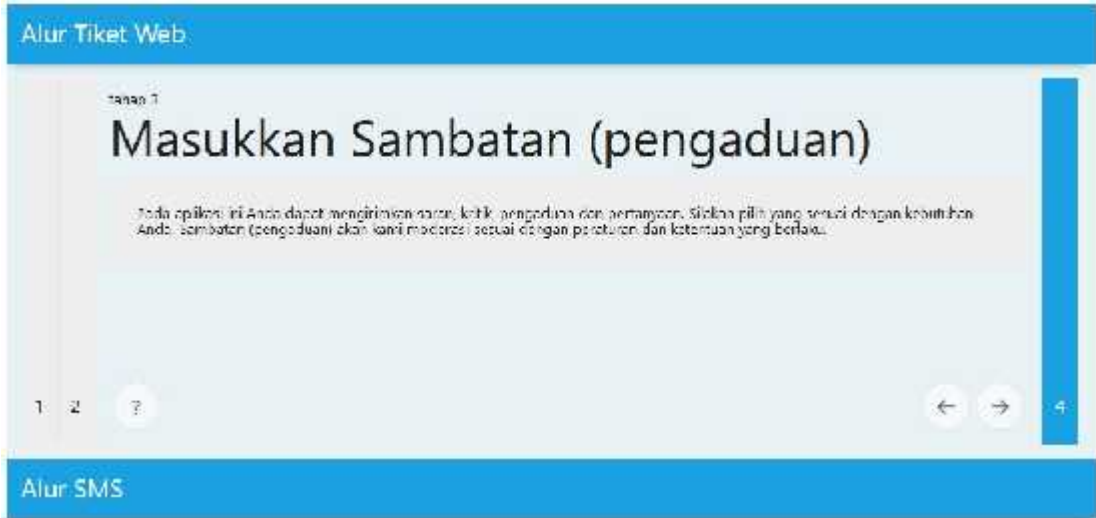 Alur Tiket Web
tahap 3
Masukkan Sambatan (pengaduan)
Pada aplikasi ini Anda dapat mengirimkan saran, kritik, pengaduan dan pertanyaan. Silakan pilih yang sesuai dengan kebutuhan
Anda. Sambatan (pengaduan) akan kami moderasi sesuai dengan peraturan dan ketentuan yang berlaku.
1 2 ? ← → 4
Alur SMS